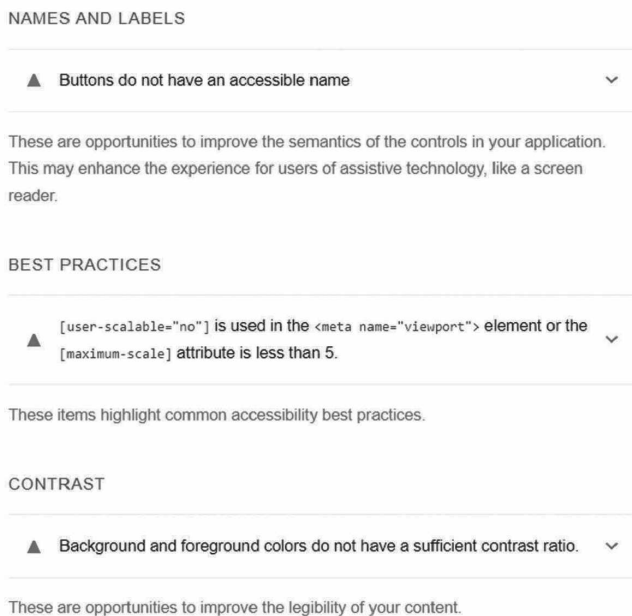 NAMES AND LABELS
Buttons do not have an accessible name
These are opportunities to improve the semantics of the controls in your application.
This may enhance the experience for users of assistive technology, like a screen
reader.
BEST PRACTICES
[user-scalable="no"] is used in the <meta name="viewport"> element or the
[maximum-scale] attribute is less than 5.
These items highlight common accessibility best practices.
CONTRAST
Background and foreground colors do not have a sufficient contrast ratio.
These are opportunities to improve the legibility of your content.